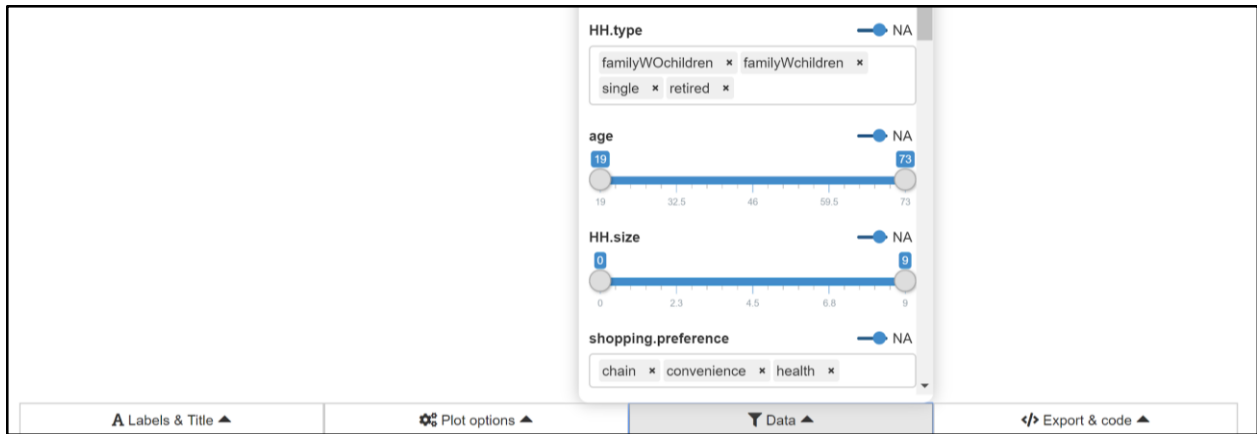 HH.type NA
familyWOchildren × familyWchildren ×
single × retired ×
age NA
19 73
19 32.5 46 59.5 73
HH.size NA
0 9
0 2.3 4.5 6.8 9
shopping.preference NA
chain × convenience × health ×
A Labels & Title Plot options Data </> Export & code